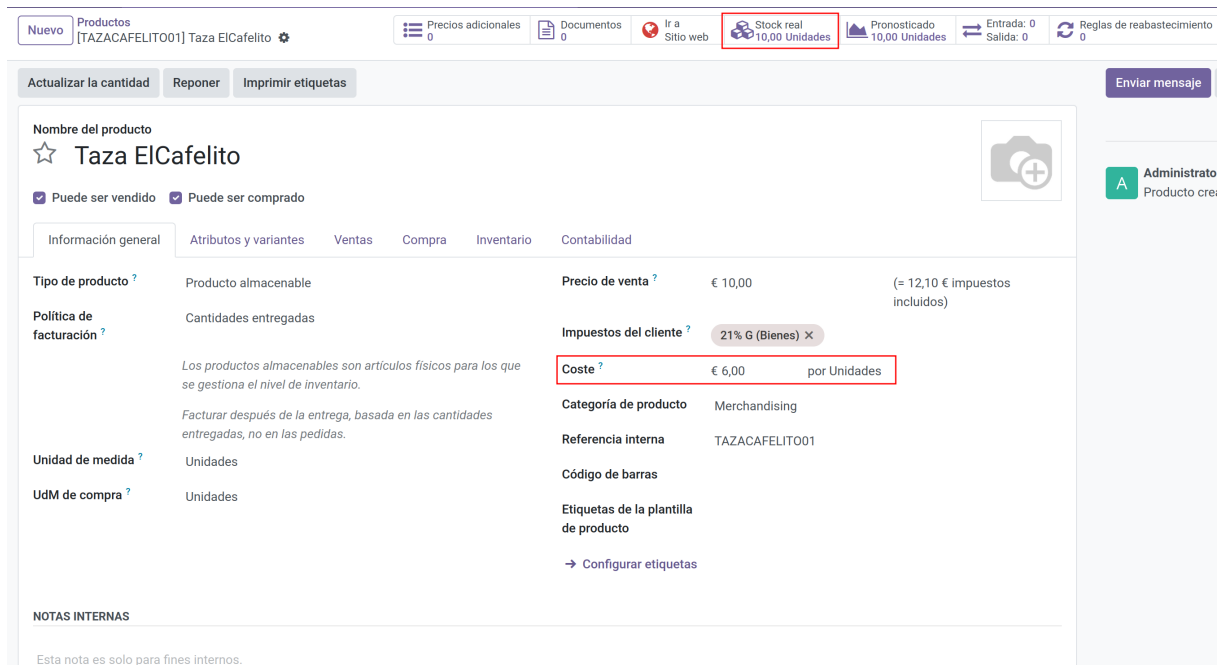 Nuevo
Productos
[TAZACAFELITO01] Taza ElCafelito
Precios adicionales
0
Documentos
0
Ir a
Sitio web
Stock real
10,00 Unidades
Pronosticado
10,00 Unidades
Entrada: 0
Salida: 0
Reglas de reabastecimiento
0
Actualizar la cantidad
Reponer
Imprimir etiquetas
Enviar mensaje
Nombre del producto
Taza ElCafelito
Puede ser vendido
Puede ser comprado
A
Administrato
Producto crea
Información general
Atributos y variantes
Ventas
Compra
Inventario
Contabilidad
Tipo de producto ?
Producto almacenable
Política de
facturación ?
Cantidades entregadas
Los productos almacenables son artículos físicos para los que
se gestiona el nivel de inventario.
Facturar después de la entrega, basada en las cantidades
entregadas, no en las pedidas.
Unidad de medida ?
Unidades
UdM de compra ?
Unidades
Precio de venta ?
€ 10,00
(= 12,10 € impuestos
incluidos)
Impuestos del cliente ?
21% G (Bienes) ✕
Coste ?
€ 6,00
por Unidades
Categoría de producto
Merchandising
Referencia interna
TAZACAFELITO01
Código de barras
Etiquetas de la plantilla
de producto
→ Configurar etiquetas
NOTAS INTERNAS
Esta nota es solo para fines internos.